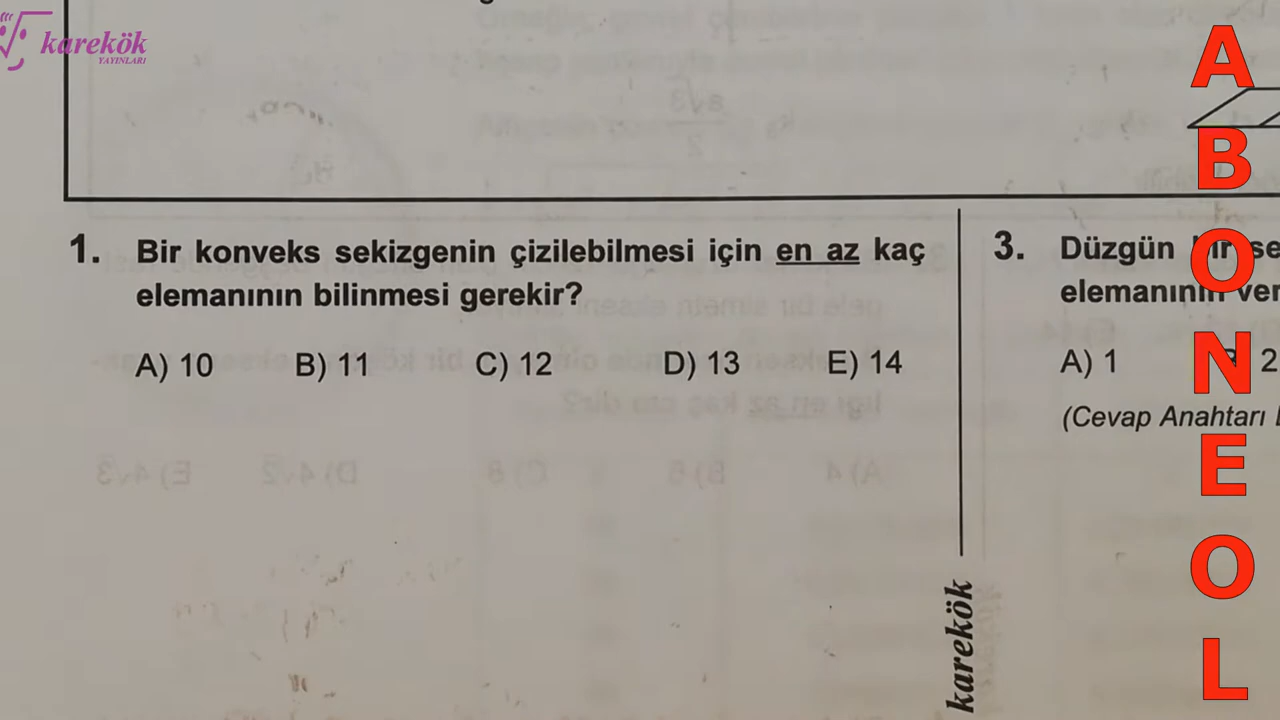 karekök
YAYINLARI
1. Bir konveks sekizgenin çizilebilmesi için en az kaç
elemanının bilinmesi gerekir?
A) 10 B) 11 C) 12 D) 13 E) 14
karekök
3. Düzgün
elemanının
A) 1 2
(Cevap Anahtarı
A
B
O
N
E
O
L